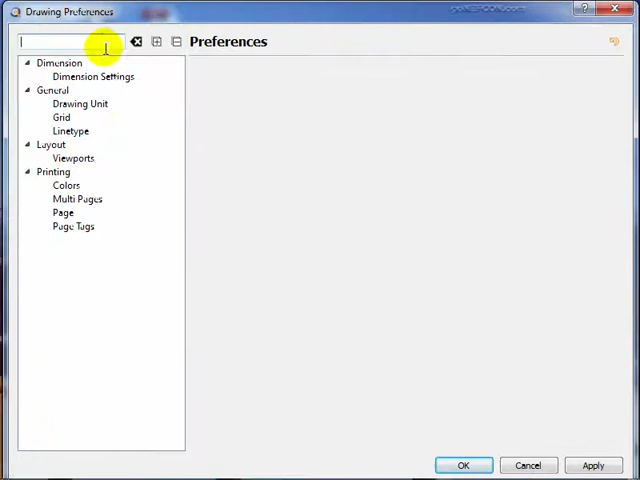 Drawing Preferences
Preferences
Dimension
Dimension Settings
General
Drawing Unit
Grid
Linetype
Layout
Viewports
Printing
Colors
Multi Pages
Page
Page Tags
OK
Cancel
Apply